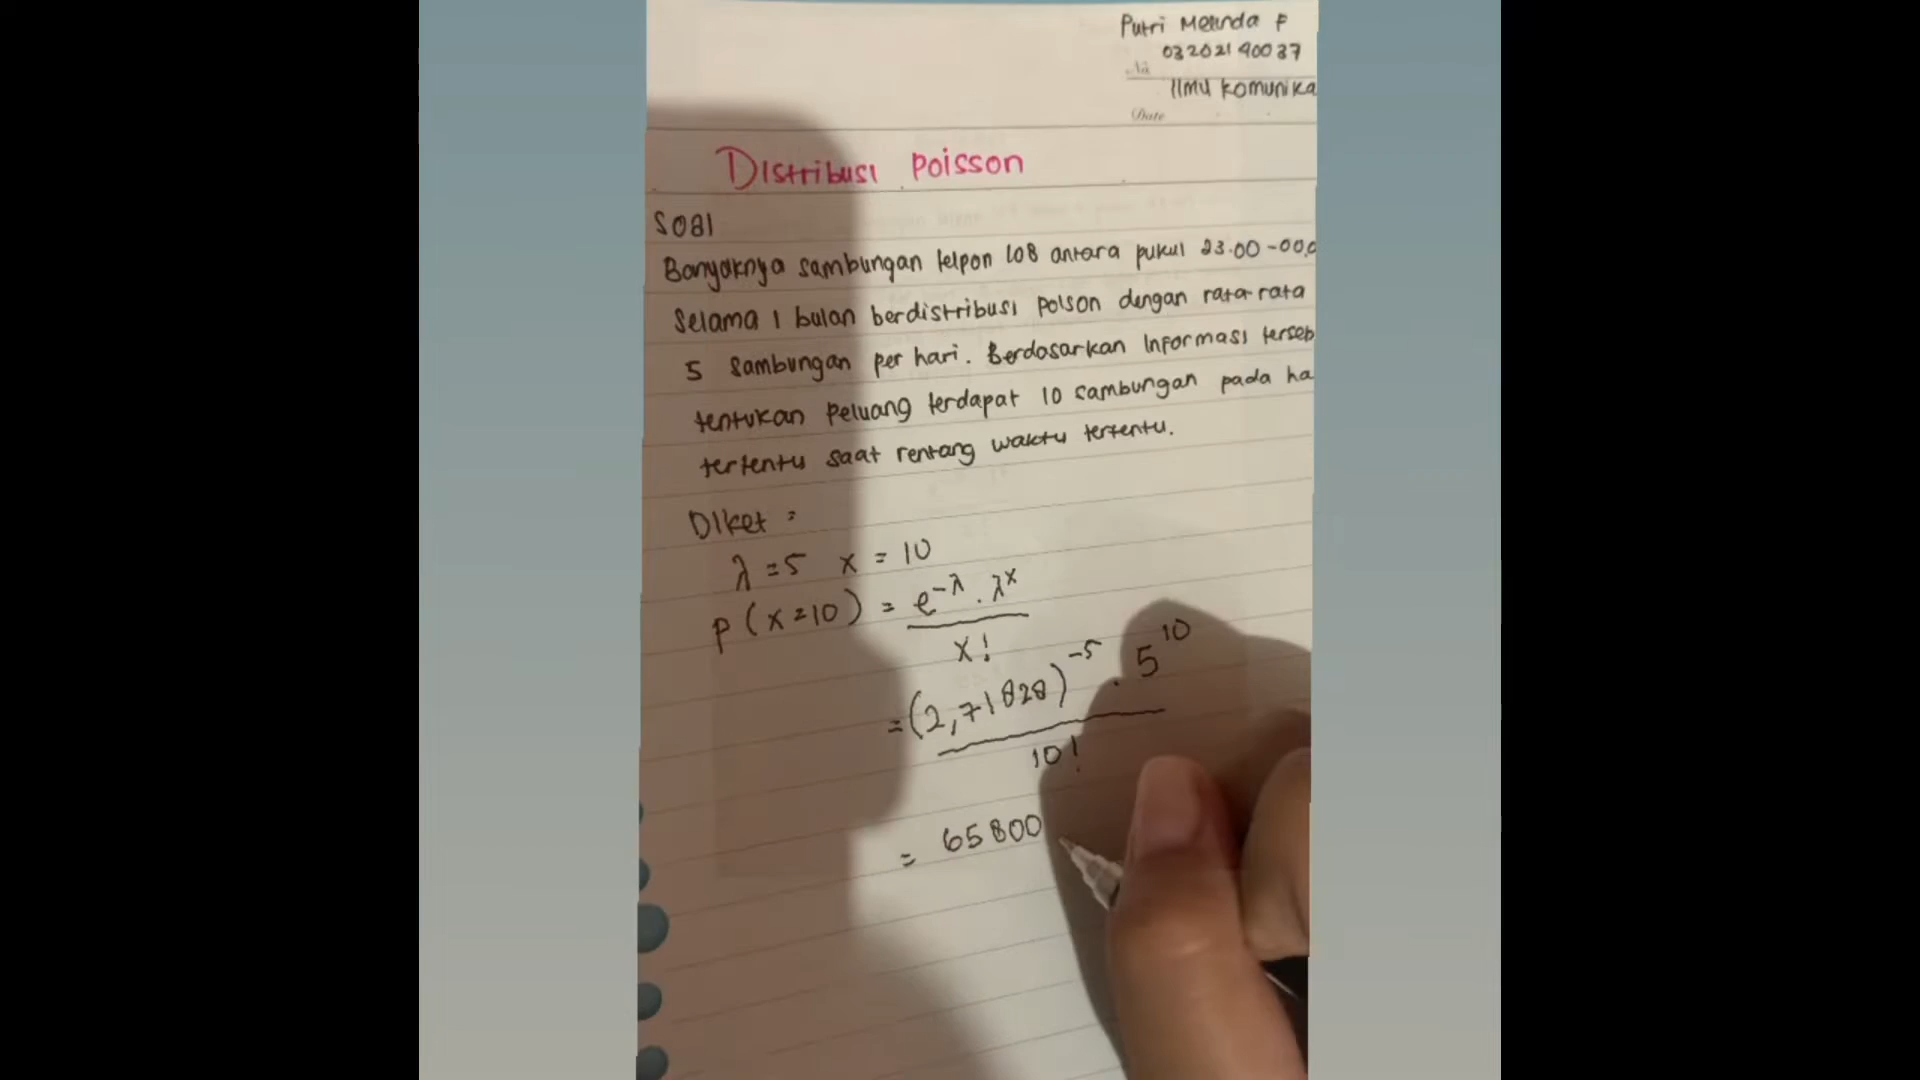 Putri Melinda F
03202190037
No
Ilmu Komunika
Date
Distribusi Poisson
SOAl
Banyaknya sambungan telpon 108 antara pukul 23.00-00.0
Selama 1 bulan berdistribusi poison dengan rata-rata
5 sambungan per hari. Berdasarkan informasi terseb
tentukan peluang terdapat 10 sambungan pada ha
tertentu saat rentang waktu tertentu.
Diket :
λ = 5 x = 10
P (x = 10) = e^-λ . λ^x
x!
= (2,71828)^-5 . 5^10
10!
= 65800